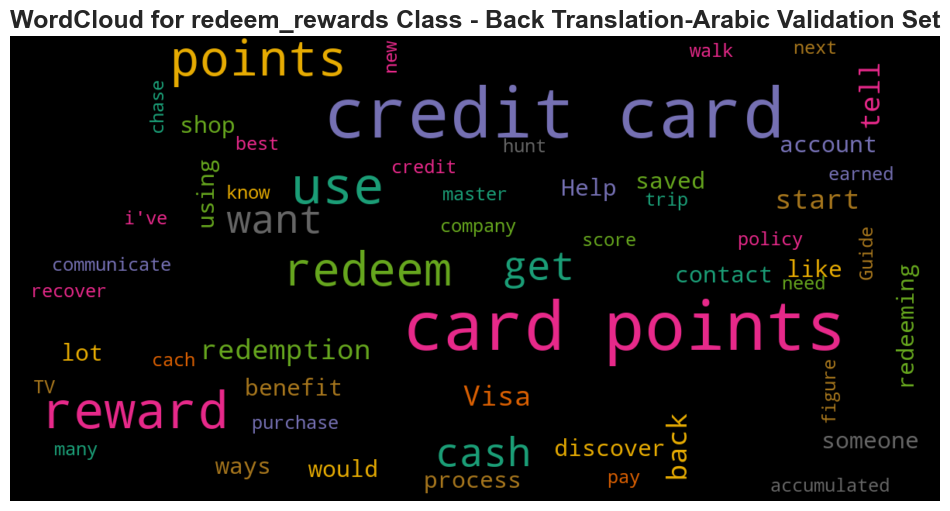 WordCloud for redeem_rewards Class - Back Translation-Arabic Validation Set
points
new
walk
next
chase
shop
credit card
tell
best
hunt
account
using
know
use
credit
master
Help
saved
trip
earned
start
i've
want
company
score
policy
Guide
communicate
recover
redeem
get
contact
like
need
redeeming
card points
lot
cach
redemption
TV
reward
benefit
purchase
Visa
figure
many
ways
would
cash
process
discover
back
pay
someone
accumulated